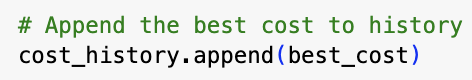 # Append the best cost to history
cost_history.append(best_cost)